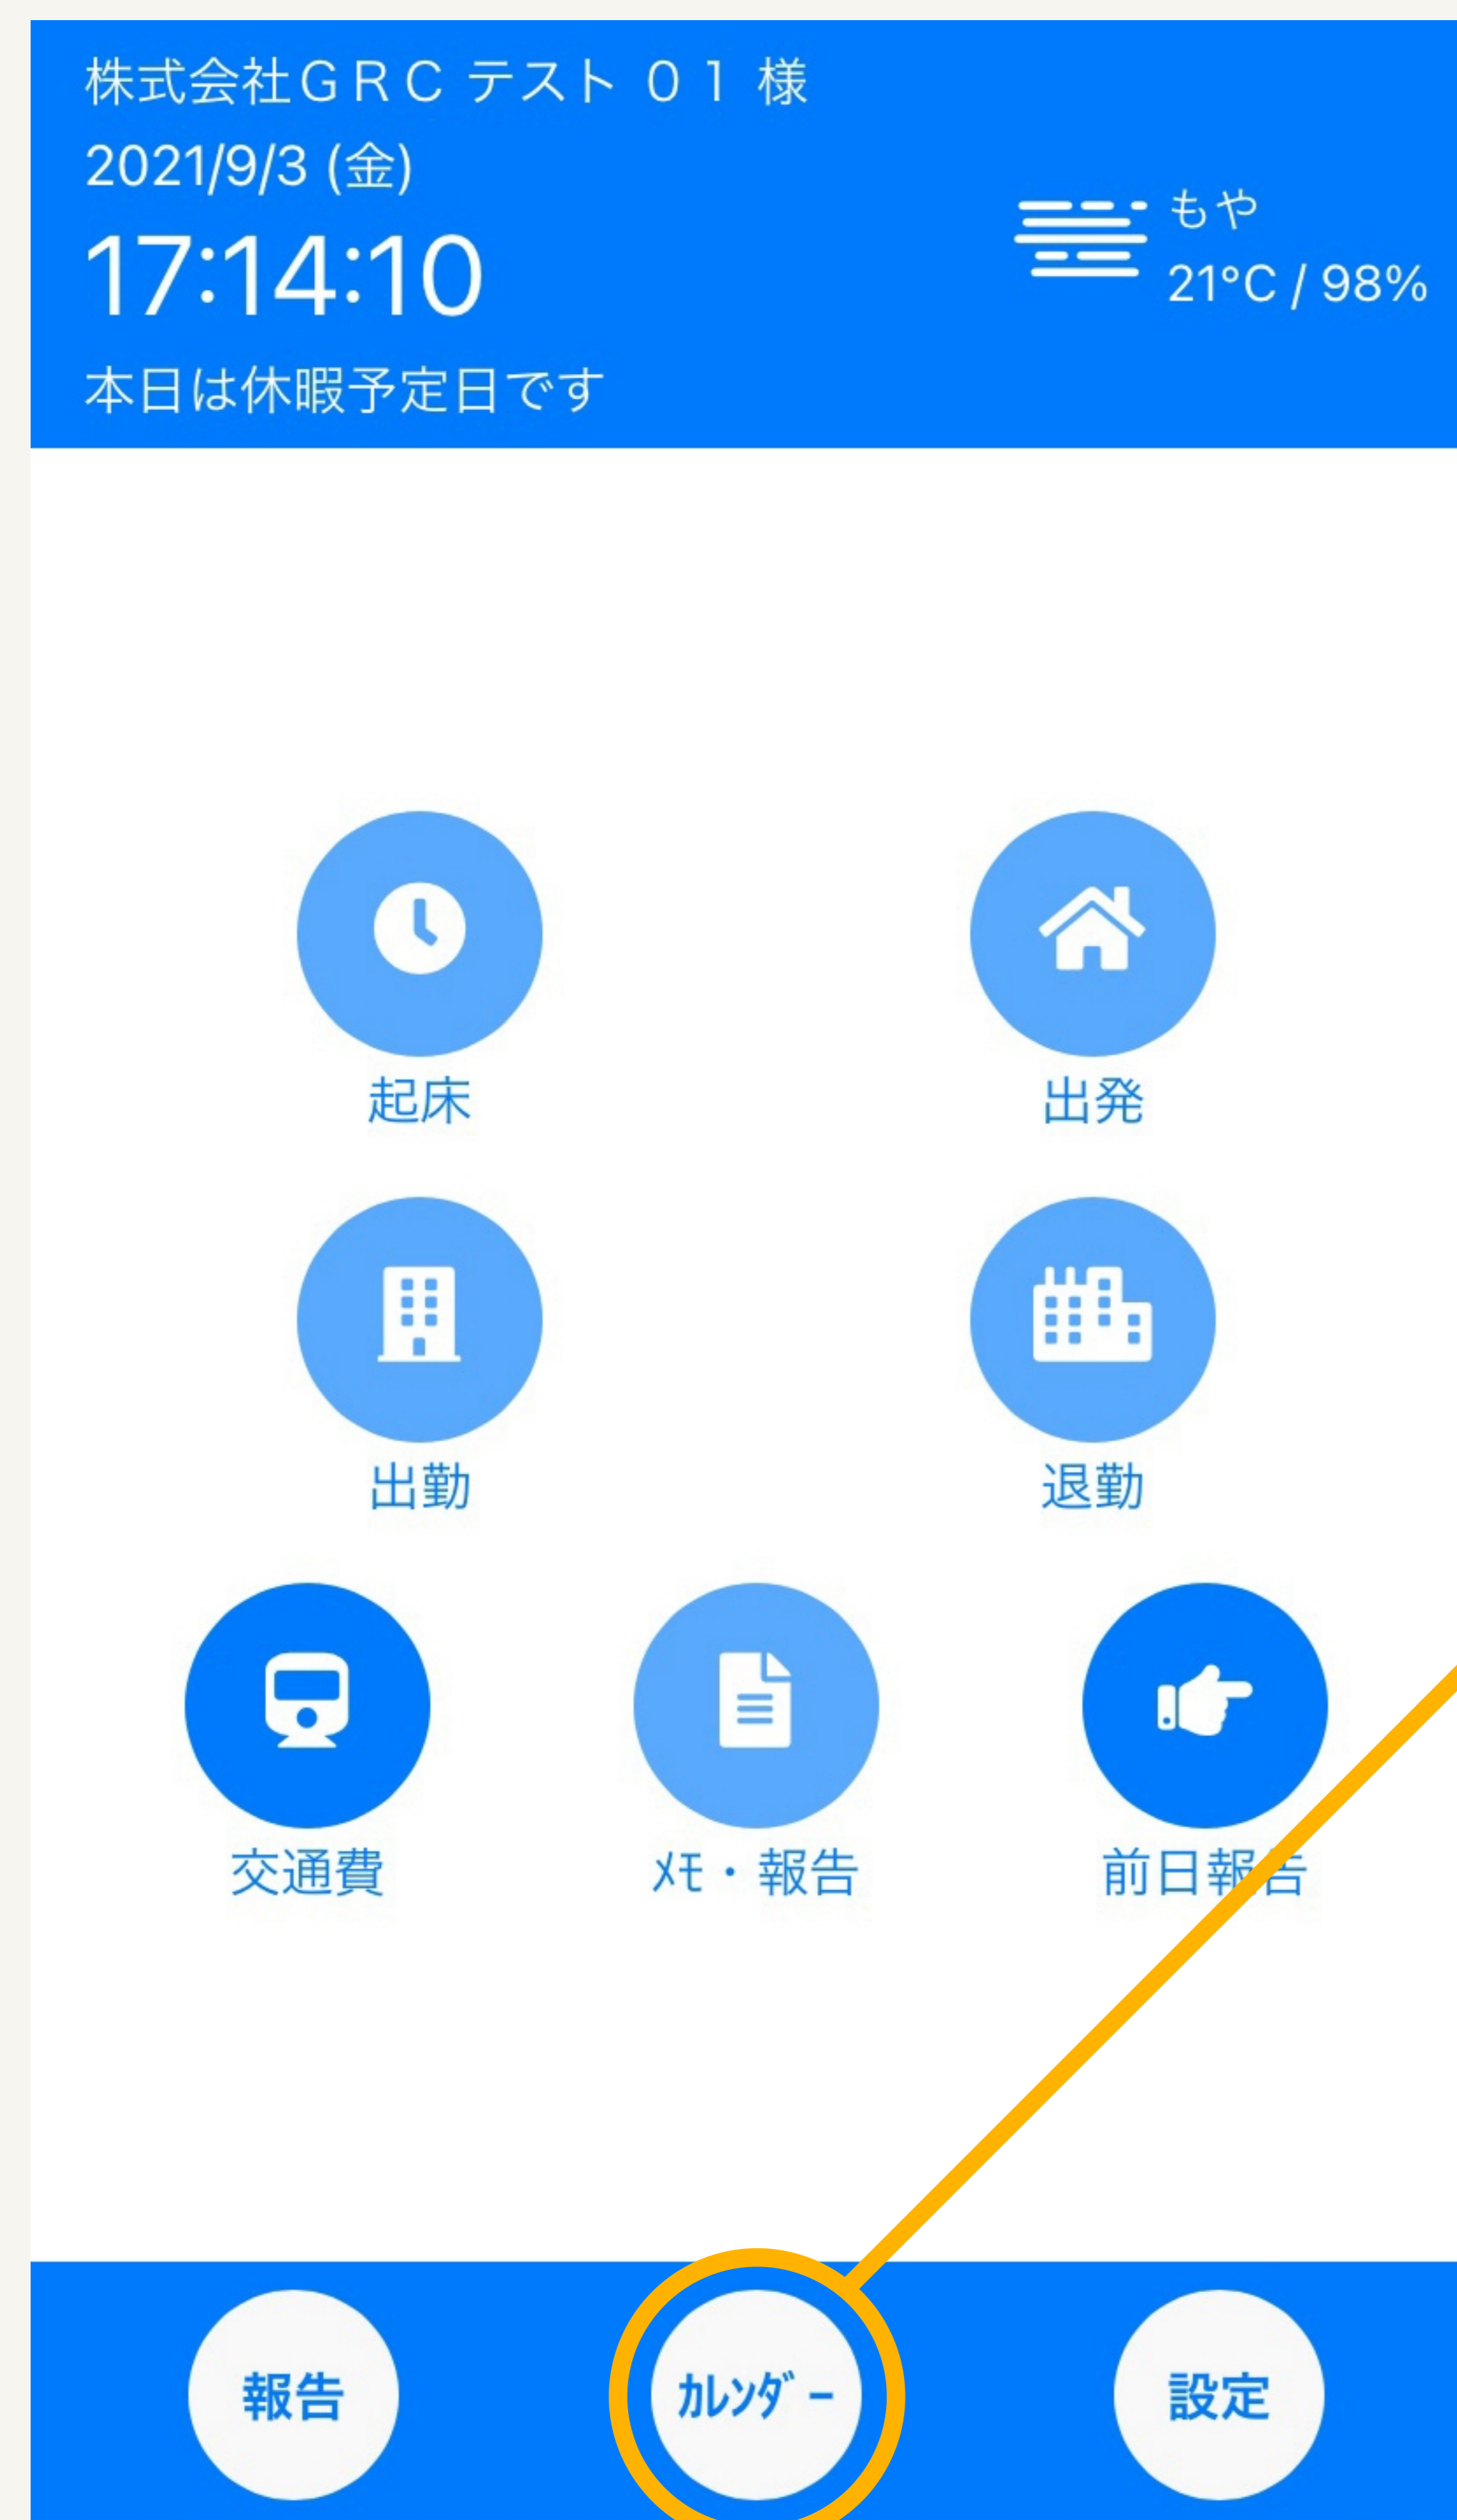 株式会社ＧＲＣ テスト ０１ 様
2021/9/3 (金)
17:14:10
もや
21°C / 98%
本日は休暇予定日です
起床
出発
出勤
退勤
交通費
ﾒﾓ・報告
前日報告
報告
ｶﾚﾝﾀﾞｰ
設定